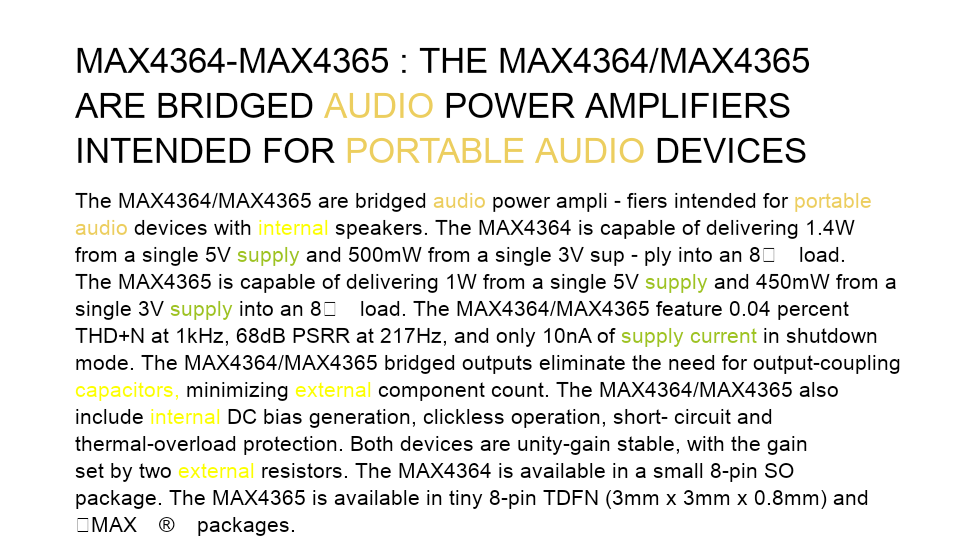 MAX4364-MAX4365 : THE MAX4364/MAX4365
ARE BRIDGED AUDIO POWER AMPLIFIERS
INTENDED FOR PORTABLE AUDIO DEVICES
The MAX4364/MAX4365 are bridged audio power ampli - fiers intended for portable
audio devices with internal speakers. The MAX4364 is capable of delivering 1.4W
from a single 5V supply and 500mW from a single 3V sup - ply into an 8□ load.
The MAX4365 is capable of delivering 1W from a single 5V supply and 450mW from a
single 3V supply into an 8□ load. The MAX4364/MAX4365 feature 0.04 percent
THD+N at 1kHz, 68dB PSRR at 217Hz, and only 10nA of supply current in shutdown
mode. The MAX4364/MAX4365 bridged outputs eliminate the need for output-coupling
capacitors, minimizing external component count. The MAX4364/MAX4365 also
include internal DC bias generation, clickless operation, short- circuit and
thermal-overload protection. Both devices are unity-gain stable, with the gain
set by two external resistors. The MAX4364 is available in a small 8-pin SO
package. The MAX4365 is available in tiny 8-pin TDFN (3mm x 3mm x 0.8mm) and
□MAX ® packages.